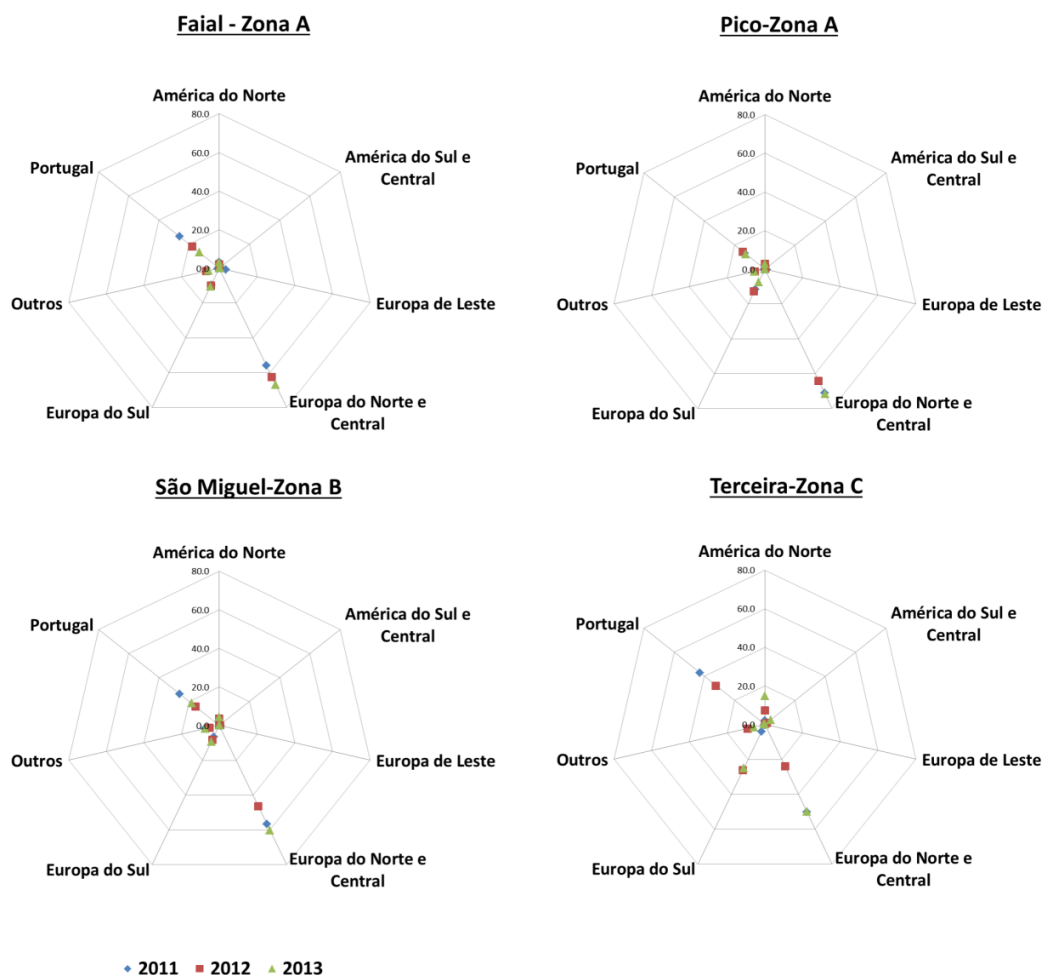 Faial - Zona A
América do Norte
80.0
60.0
40.0
20.0
0.0
América do Sul e
Central
Europa de Leste
Europa do Norte e
Central
Europa do Sul
Outros
Portugal
Pico-Zona A
América do Norte
80.0
60.0
40.0
20.0
0.0
América do Sul e
Central
Europa de Leste
Europa do Norte e
Central
Europa do Sul
Outros
Portugal
São Miguel-Zona B
América do Norte
80.0
60.0
40.0
20.0
0.0
América do Sul e
Central
Europa de Leste
Europa do Norte e
Central
Europa do Sul
Outros
Portugal
Terceira-Zona C
América do Norte
80.0
60.0
40.0
20.0
0.0
América do Sul e
Central
Europa de Leste
Europa do Norte e
Central
Europa do Sul
Outros
Portugal
2011 2012 2013